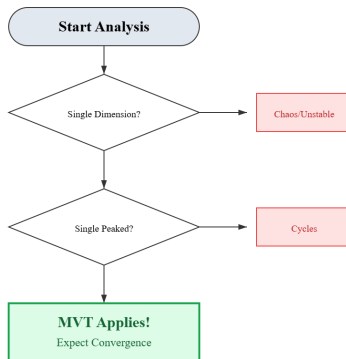 Start Analysis
Single Dimension?
Chaos/Unstable
Single Peaked?
Cycles
MVT Applies!
Expect Convergence